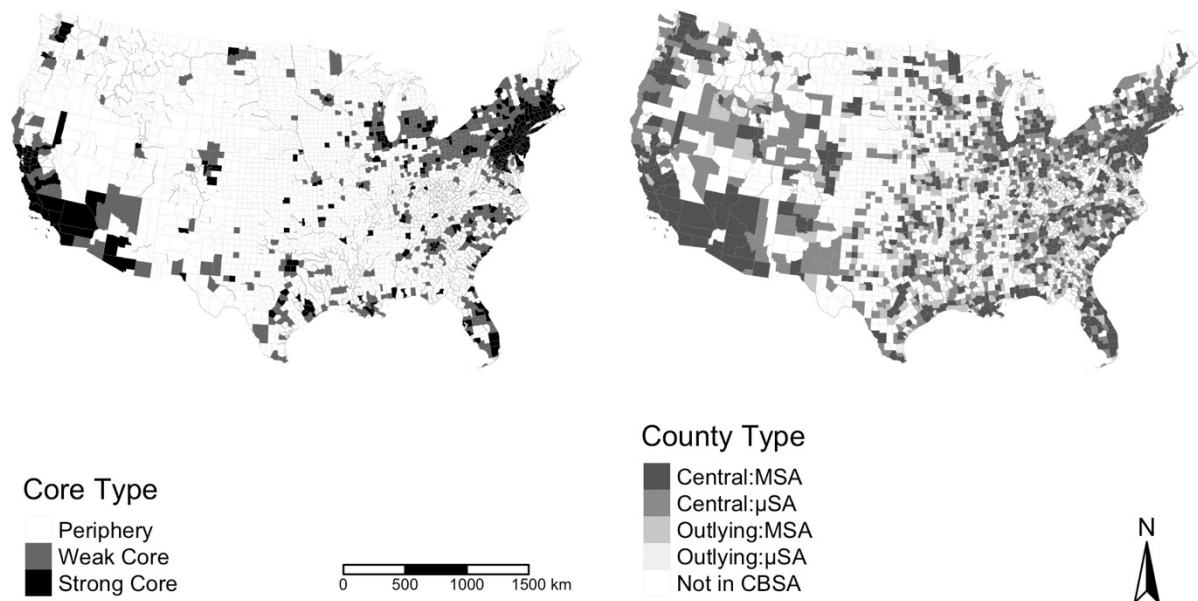 Core Type
Periphery
Weak Core
Strong Core
0 500 1000 1500 km
County Type
Central:MSA
Central:µSA
Outlying:MSA
Outlying:µSA
Not in CBSA
N